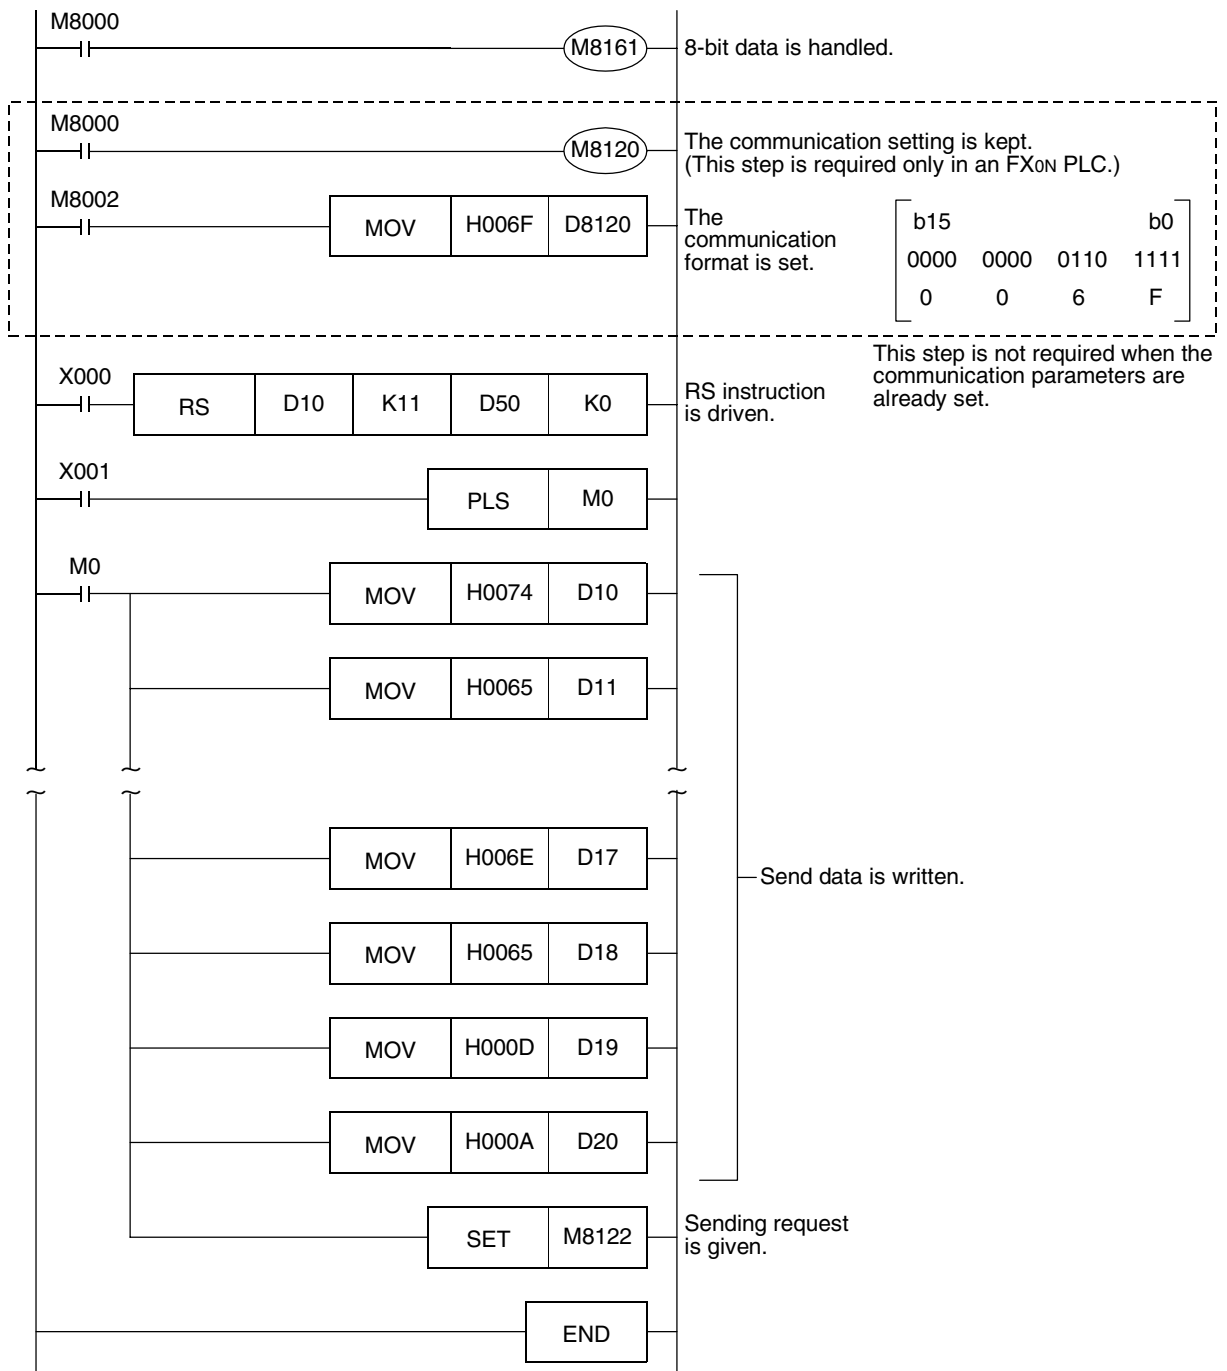 M8000
M8161 8-bit data is handled.
M8000
M8120 The communication setting is kept.
(This step is required only in an FX0N PLC.)
M8002
MOV H006F D8120
The
communication
format is set.
b15 b0
0000 0000 0110 1111
0 0 6 F
This step is not required when the
communication parameters are
already set.
X000
RS D10 K11 D50 K0
RS instruction
is driven.
X001
PLS M0
M0
MOV H0074 D10
MOV H0065 D11
MOV H006E D17
Send data is written.
MOV H0065 D18
MOV H000D D19
MOV H000A D20
SET M8122
Sending request
is given.
END